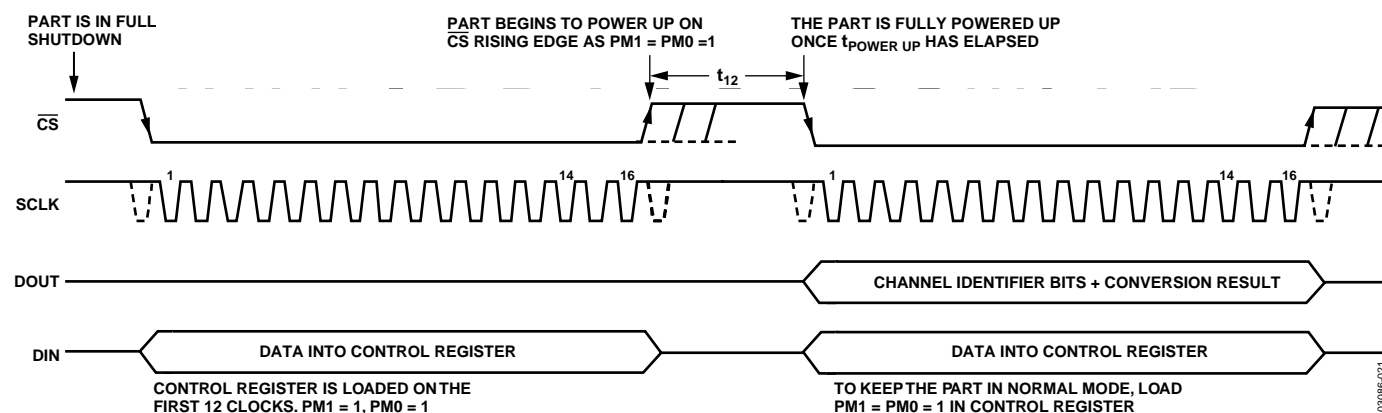 PART IS IN FULL
SHUTDOWN
PART BEGINS TO POWER UP ON
CS RISING EDGE AS PM1 = PM0 =1
THE PART IS FULLY POWERED UP
ONCE tPOWER UP HAS ELAPSED
t12
CS
1
14
16
1
14
16
SCLK
DOUT
CHANNEL IDENTIFIER BITS + CONVERSION RESULT
DIN
DATA INTO CONTROL REGISTER
DATA INTO CONTROL REGISTER
CONTROL REGISTER IS LOADED ON THE
FIRST 12 CLOCKS. PM1 = 1, PM0 = 1
TO KEEP THE PART IN NORMAL MODE, LOAD
PM1 = PM0 = 1 IN CONTROL REGISTER
03086-021